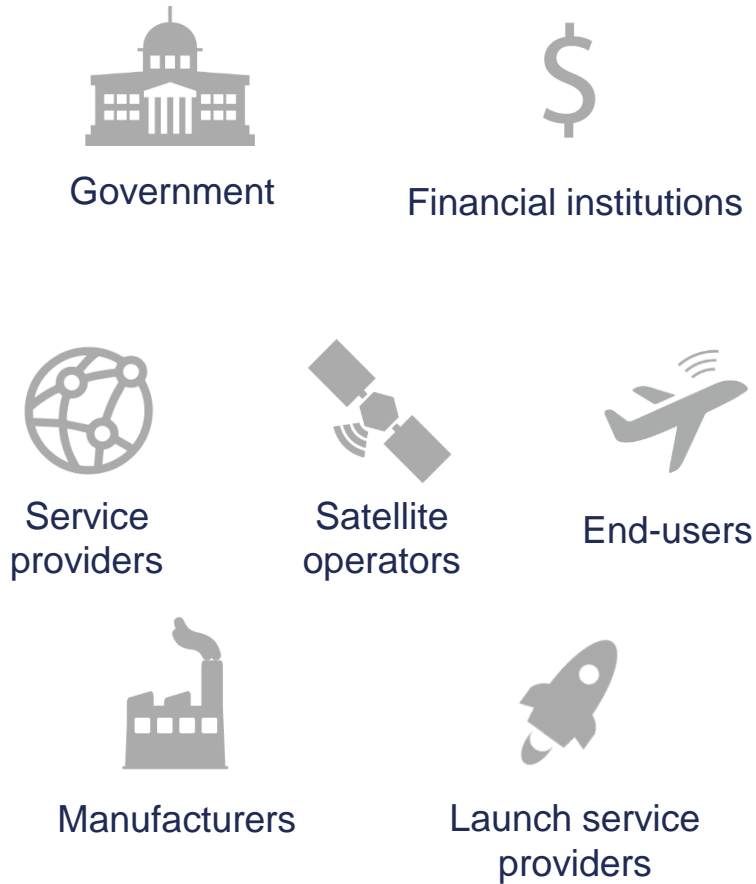 Government
Financial institutions
Service
providers
Satellite
operators
End-users
Manufacturers
Launch service
providers